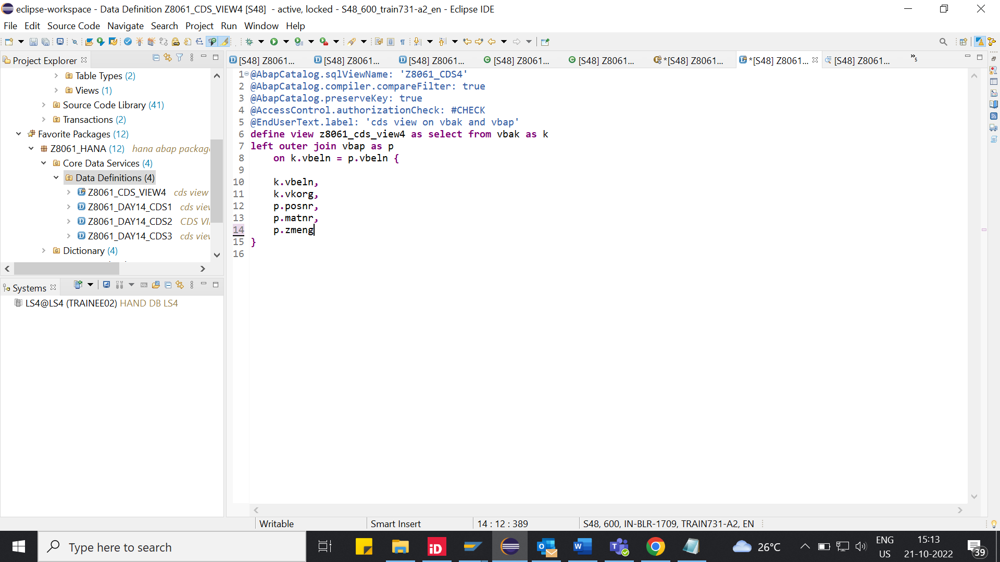 eclipse-workspace - Data Definition Z8061_CDS_VIEW4 [S48]  - active, locked - S48_600_train731-a2_en - Eclipse IDE
File Edit Source Code Navigate Search Project Run Window Help
Project Explorer
[S48] Z8061... [S48] Z8061... [S48] Z8061... [S48] Z8061... [S48] Z8061... *[S48] Z8061... *[S48] Z8061... [S48] Z8061... »5
Table Types (2)
Views (1)
Source Code Library (41)
Transactions (2)
Favorite Packages (12)
Z8061_HANA (12) hana abap package
Core Data Services (4)
Data Definitions (4)
Z8061_CDS_VIEW4 cds view
Z8061_DAY14_CDS1 cds view
Z8061_DAY14_CDS2 CDS VI
Z8061_DAY14_CDS3 cds view
Dictionary (4)
1 @AbapCatalog.sqlViewName: 'Z8061_CDS4'
2 @AbapCatalog.compiler.compareFilter: true
3 @AbapCatalog.preserveKey: true
4 @AccessControl.authorizationCheck: #CHECK
5 @EndUserText.label: 'cds view on vbak and vbap'
6 define view z8061_cds_view4 as select from vbak as k
7 left outer join vbap as p
8     on k.vbeln = p.vbeln {
9
10     k.vbeln,
11     k.vkorg,
12     p.posnr,
13     p.matnr,
14     p.zmeng
15 }
16
Systems
LS4@LS4 (TRAINEE02) HAND DB LS4
Writable Smart Insert 14 : 12 : 389 S48, 600, IN-BLR-1709, TRAIN731-A2, EN
Type here to search
iD
26°C
ENG
US
15:13
21-10-2022
39